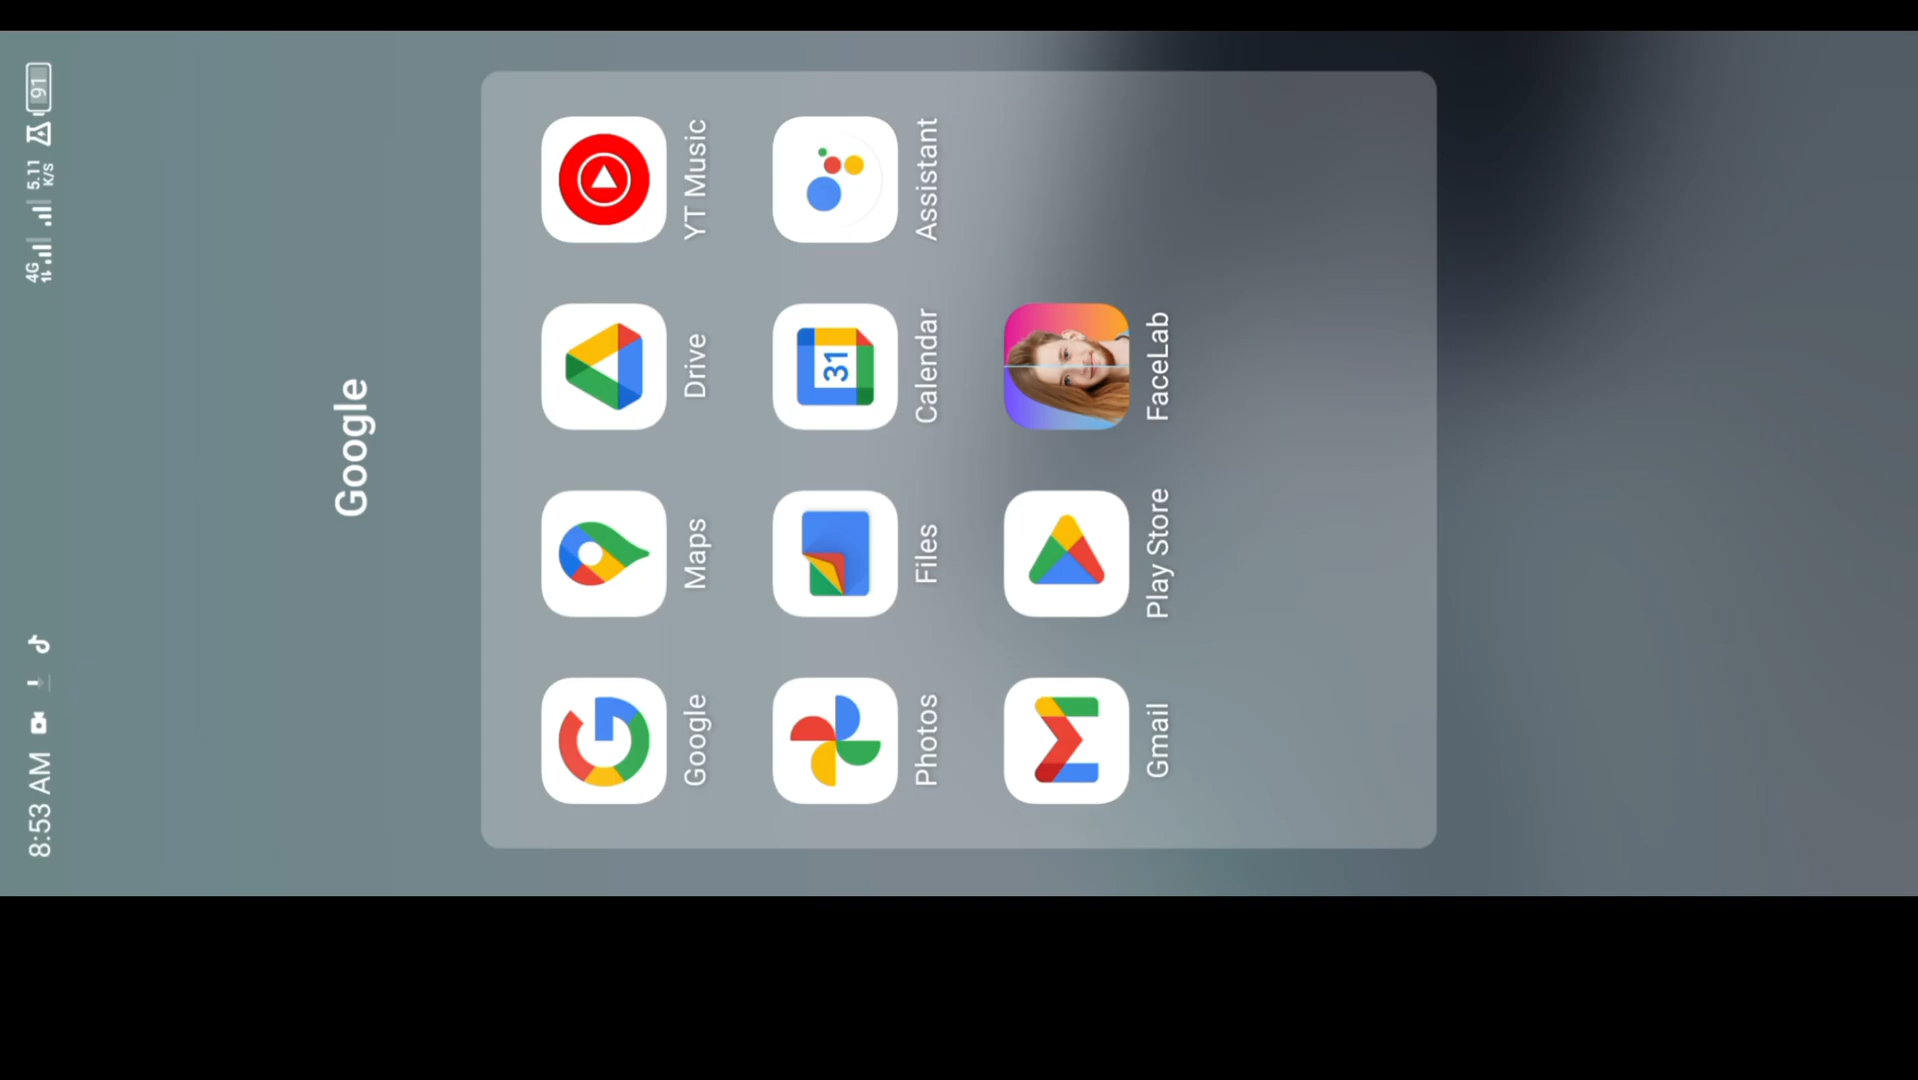 8:53 AM 4G 5.11 K/S 91
Google
Google Maps Drive YT Music
31
Photos Files Calendar Assistant
Gmail Play Store FaceLab